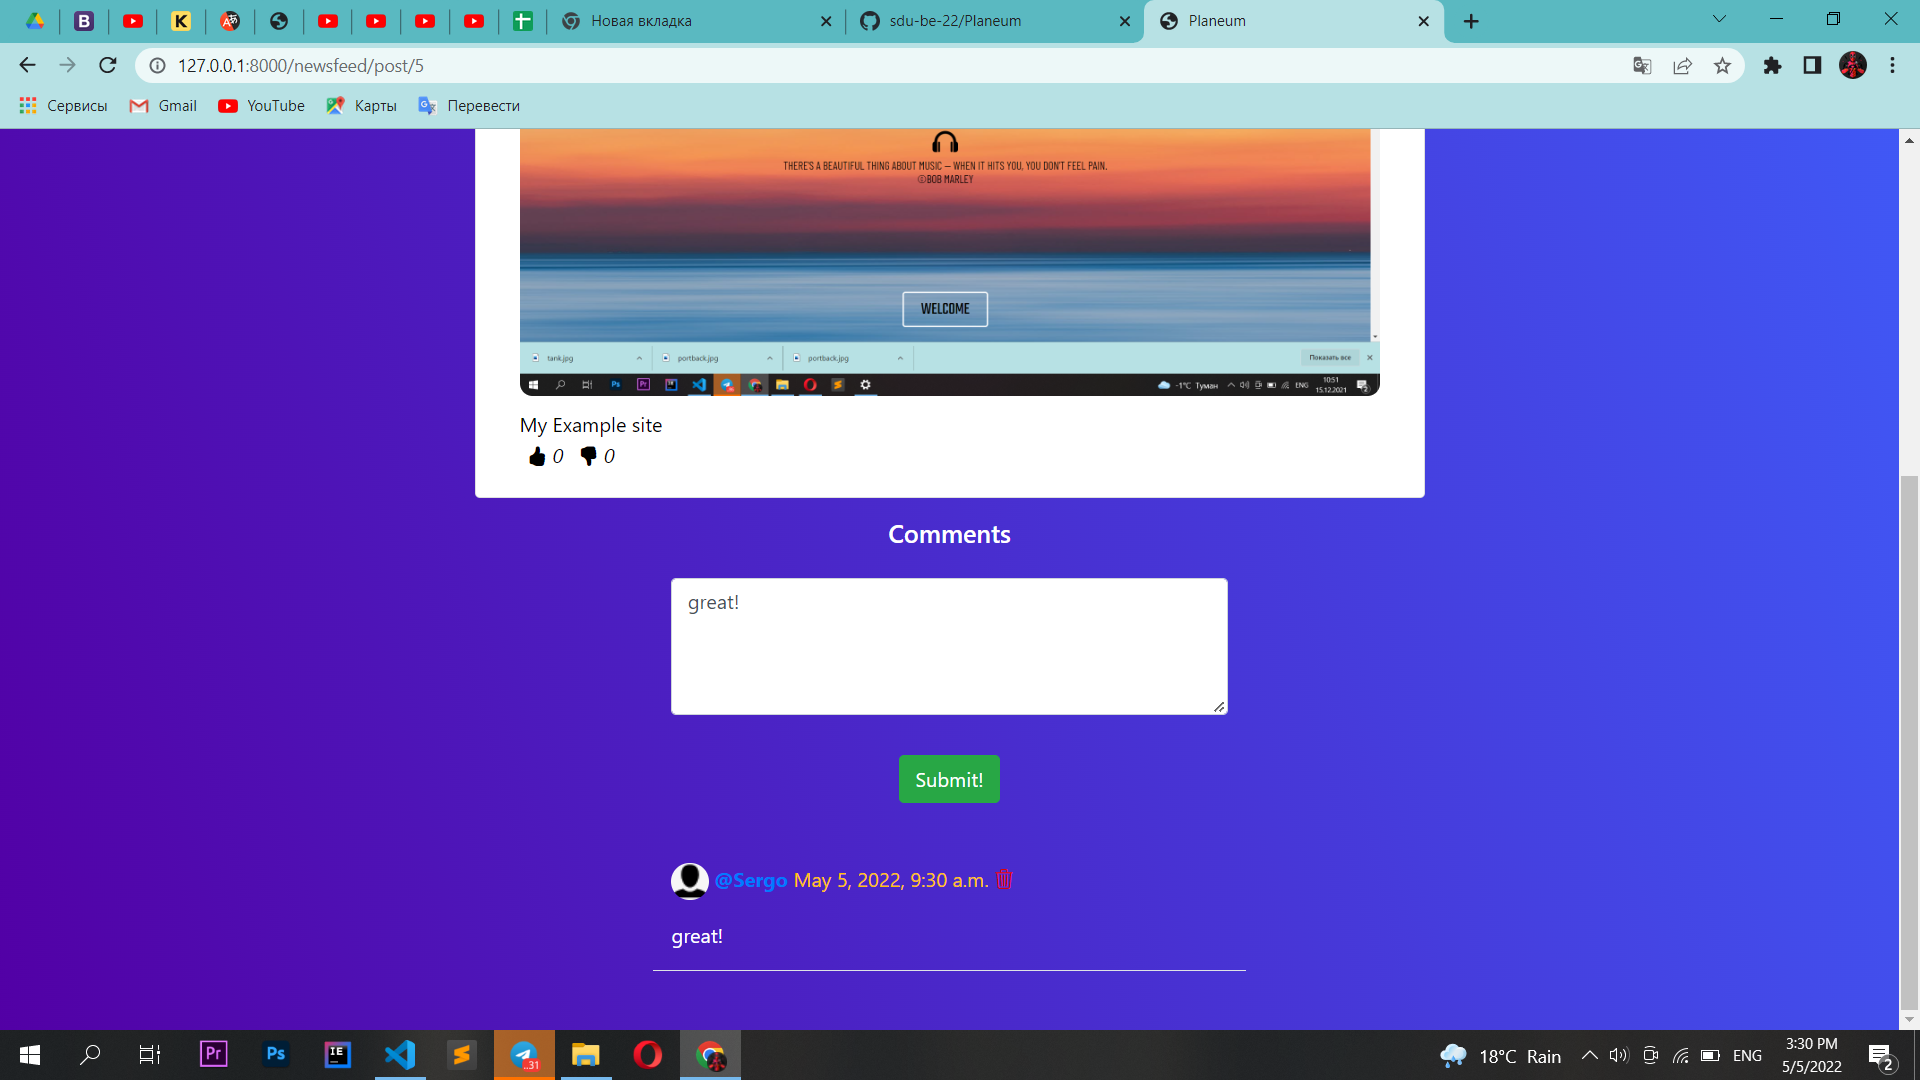 Новая вкладка
sdu-be-22/Planeum
Planeum
127.0.0.1:8000/newsfeed/post/5
Сервисы
Gmail
YouTube
Карты
Перевести
THERE'S A BEAUTIFUL THING ABOUT MUSIC – WHEN IT HITS YOU, YOU DON'T FEEL PAIN.
©BOB MARLEY
WELCOME
tank.jpg
portback.jpg
portback.jpg
Показать все
-1°C Туман
ENG
10:51
15.12.2021
My Example site
0 0
Comments
great!
Submit!
@Sergo May 5, 2022, 9:30 a.m.
great!
18°C Rain
ENG
3:30 PM
5/5/2022
2